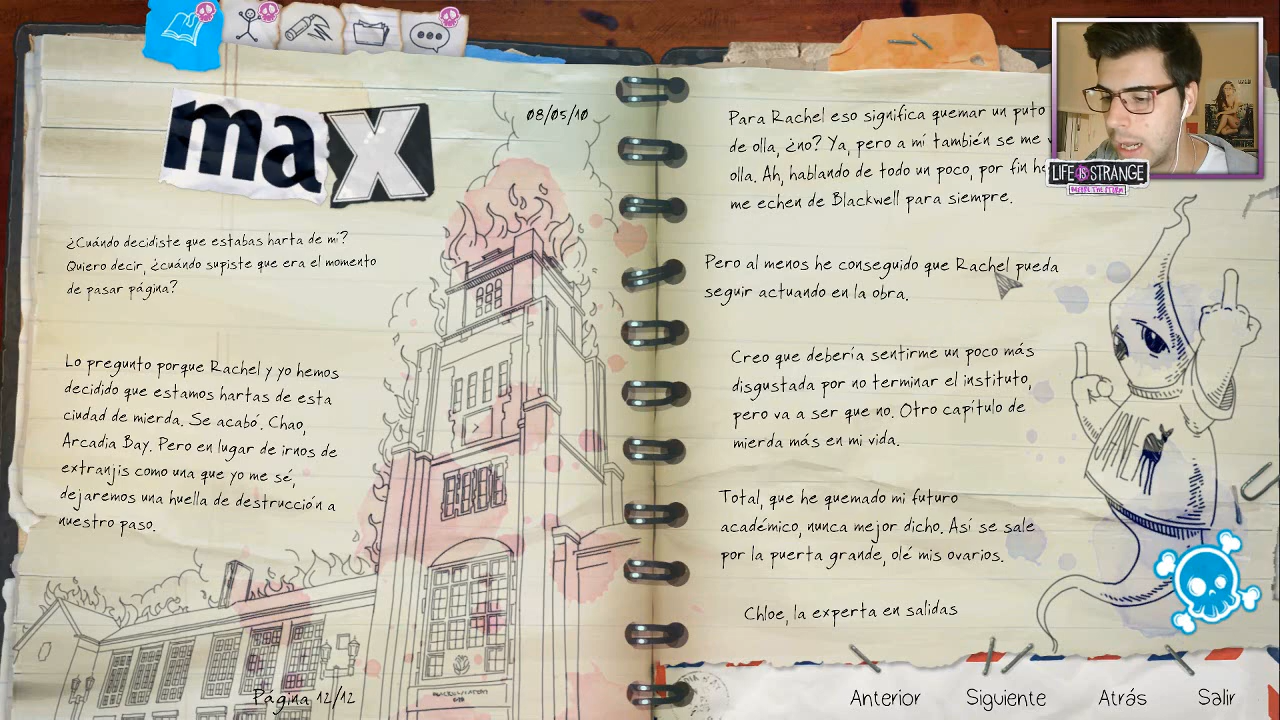 max
08/05/10
¿Cuándo decidiste que estabas harta de mí?
Quiero decir, ¿cuándo supiste que era el momento
de pasar página?
Lo pregunto porque Rachel y yo hemos
decidido que estamos hartas de esta
ciudad de mierda. Se acabó. Chao,
Arcadia Bay. Pero en lugar de irnos de
extranjis como una que yo me sé,
dejaremos una huella de destrucción a
nuestro paso.
Página 12/12
Para Rachel eso significa quemar un puto
de olla, ¿no? Ya, pero a mí también se me
olla. Ah, hablando de todo un poco, por fin
me echen de Blackwell para siempre.
Pero al menos he conseguido que Rachel pueda
seguir actuando en la obra.
Creo que debería sentirme un poco más
disgustada por no terminar el instituto,
pero va a ser que no. Otro capítulo de
mierda más en mi vida.
Total, que he quemado mi futuro
académico, nunca mejor dicho. Así se sale
por la puerta grande, olé mis ovarios.
Chloe, la experta en salidas
LIFE IS STRANGE
BEFORE THE STORM
Anterior Siguiente Atrás Salir